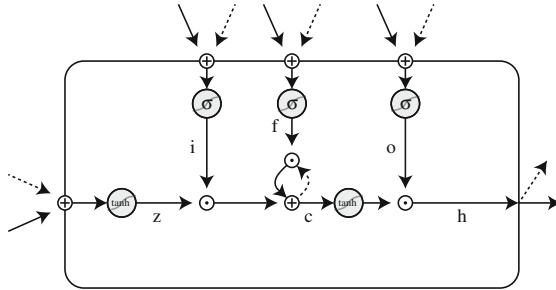 σ σ σ
f
i o
tanh z c tanh h